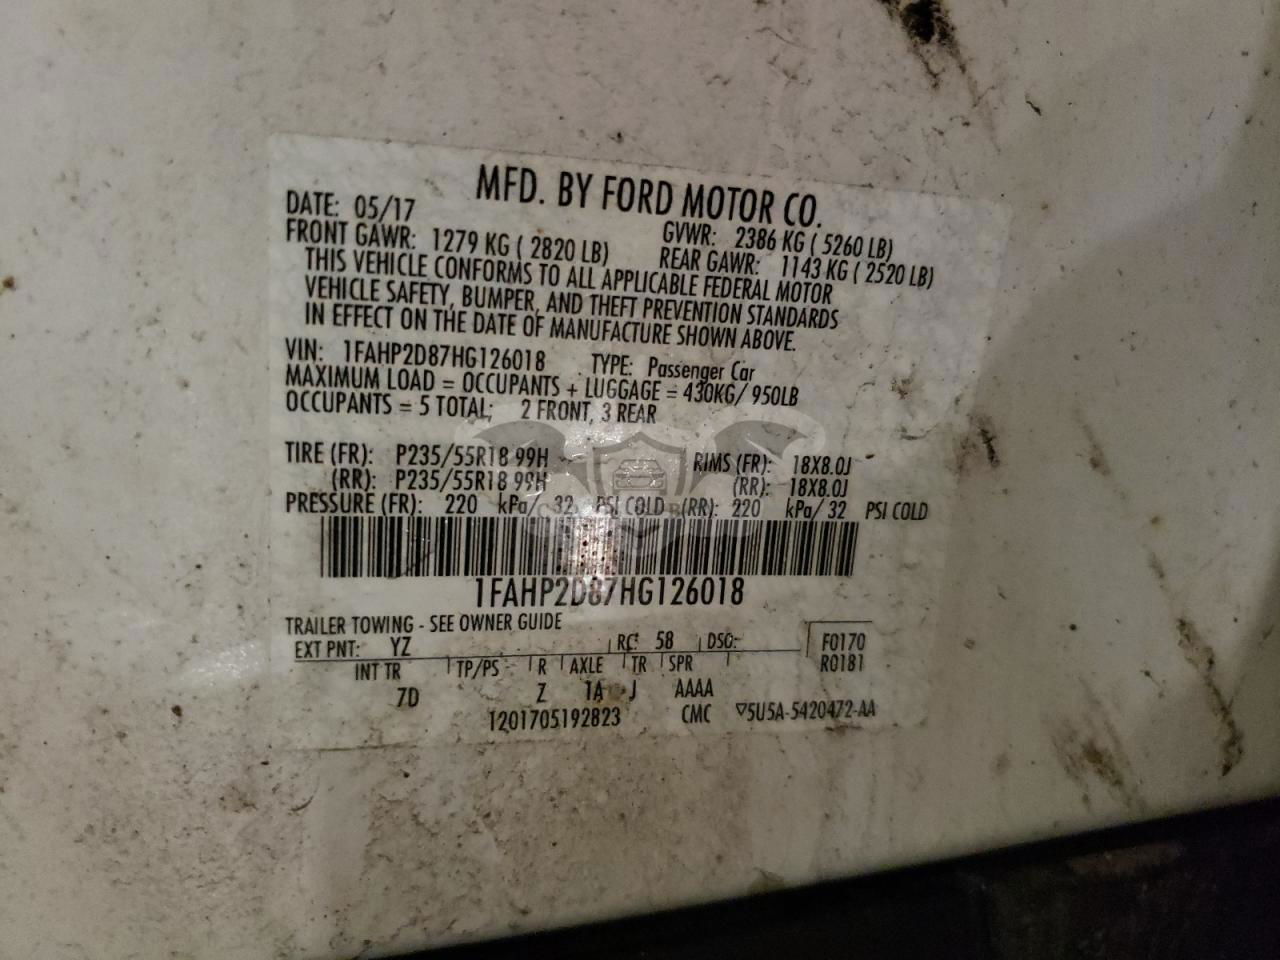 MFD. BY FORD MOTOR CO.
DATE: 05/17 GVWR: 2386 KG ( 5260 LB)
FRONT GAWR: 1279 KG ( 2820 LB) REAR GAWR: 1143 KG ( 2520 LB)
THIS VEHICLE CONFORMS TO ALL APPLICABLE FEDERAL MOTOR
VEHICLE SAFETY, BUMPER, AND THEFT PREVENTION STANDARDS
IN EFFECT ON THE DATE OF MANUFACTURE SHOWN ABOVE.
VIN: 1FAHP2D87HG126018 TYPE: Passenger Car
MAXIMUM LOAD = OCCUPANTS + LUGGAGE = 430KG/ 950LB
OCCUPANTS = 5 TOTAL; 2 FRONT, 3 REAR
TIRE (FR): P235/55R18 99H RIMS (FR): 18X8.0J
(RR): P235/55R18 99H (RR): 18X8.0J
PRESSURE (FR): 220 kPa/ 32 PSI COLD (RR): 220 kPa/ 32 PSI COLD
1FAHP2D87HG126018
TRAILER TOWING - SEE OWNER GUIDE
EXT PNT: YZ RC: 58 DSO: F0170
INT TR TP/PS R AXLE TR SPR R0181
7D Z 1A J AAAA
1201705192823 CMC ▽5U5A-5420472-AA